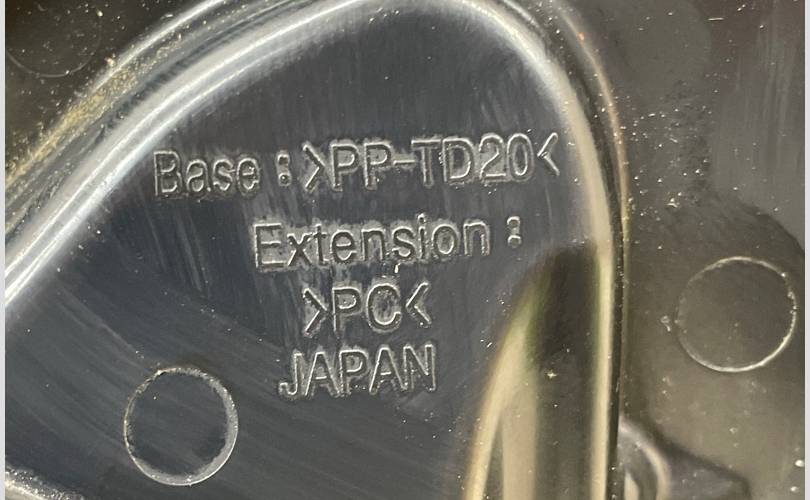 Base : >PP-TD20<
Extension :
>PC<
JAPAN